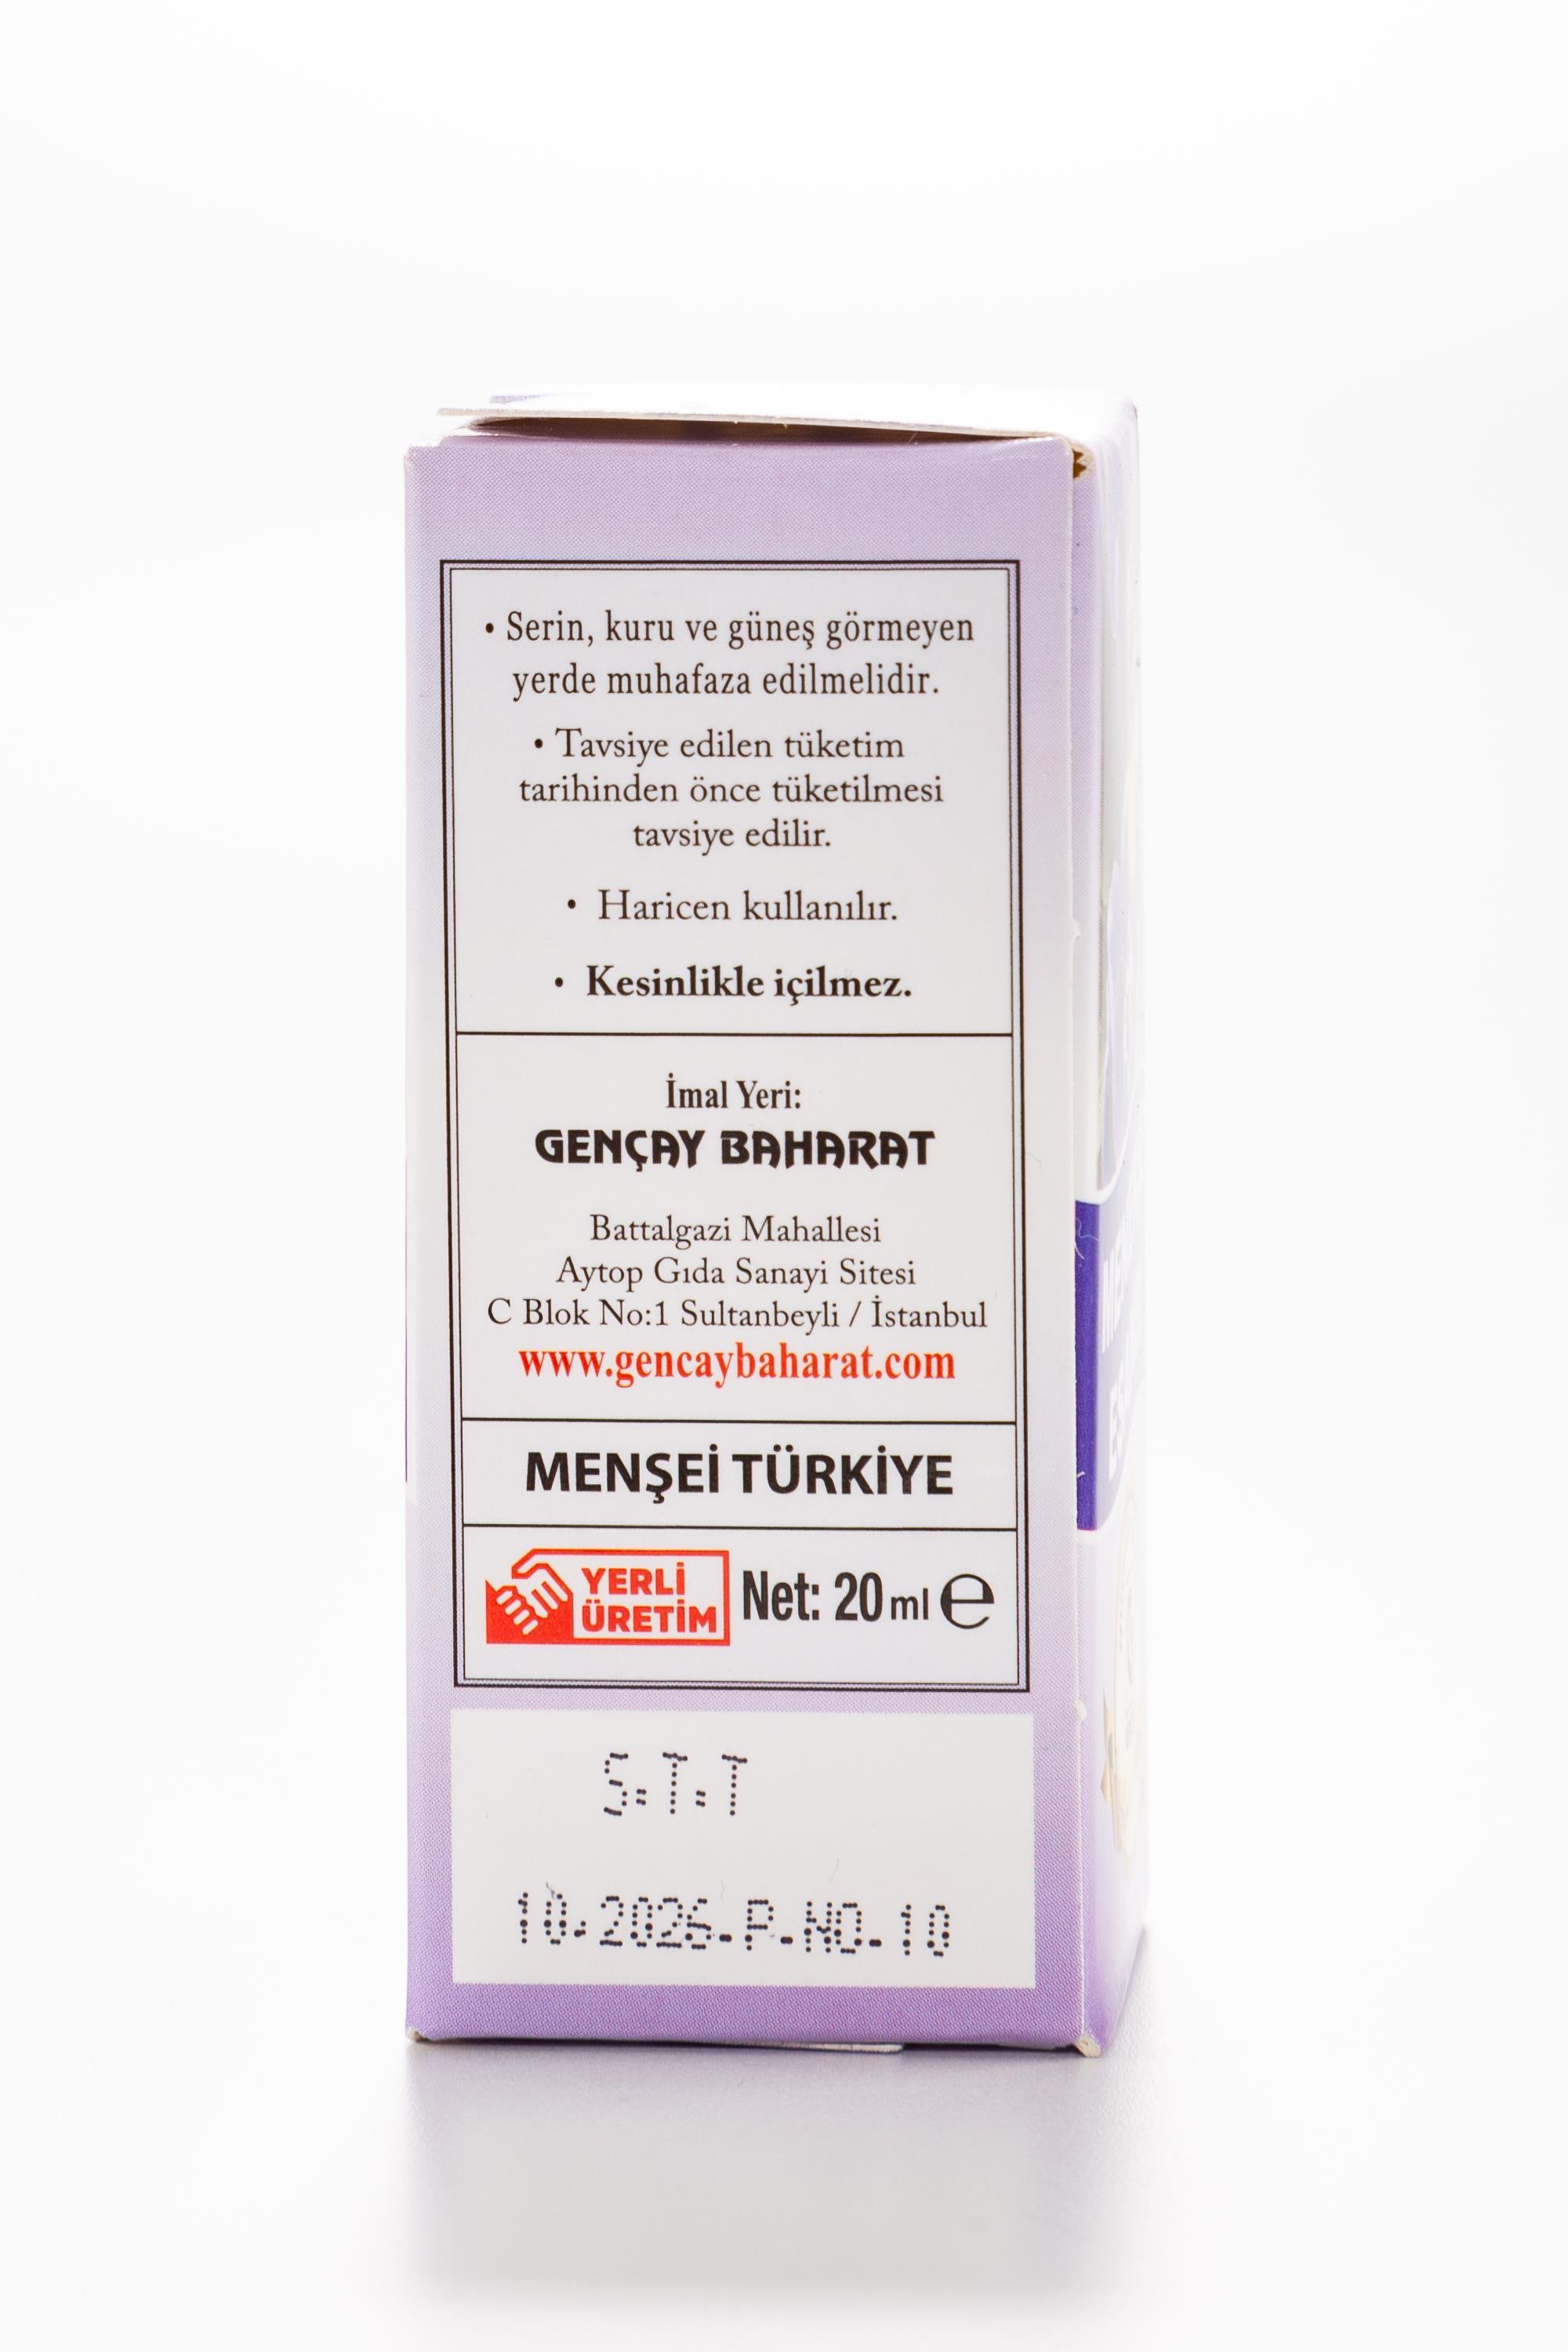 • Serin, kuru ve güneş görmeyen
yerde muhafaza edilmelidir.
• Tavsiye edilen tüketim
tarihinden önce tüketilmesi
tavsiye edilir.
• Haricen kullanılır.
• Kesinlikle içilmez.
İmal Yeri:
GENÇAY BAHARAT
Battalgazi Mahallesi
Aytop Gıda Sanayi Sitesi
C Blok No:1 Sultanbeyli / İstanbul
www.gencaybaharat.com
MENŞEİ TÜRKİYE
YERLİ
ÜRETİM
Net: 20 ml e
S.T.T
10.2026.P.NO.10